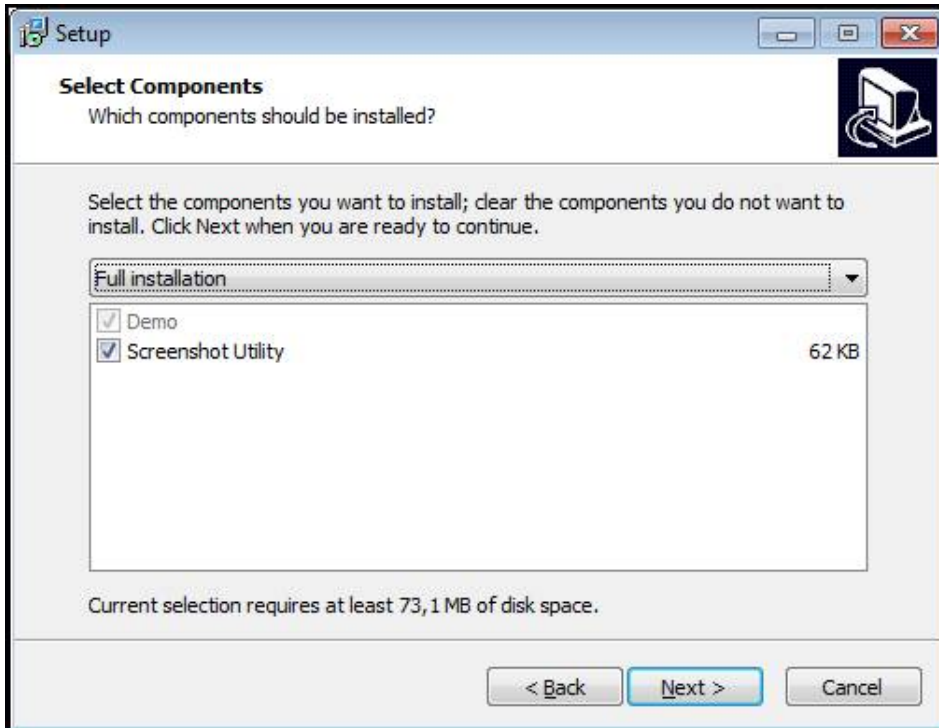 Setup
Select Components
Which components should be installed?
Select the components you want to install; clear the components you do not want to
install. Click Next when you are ready to continue.
Full installation
Demo
Screenshot Utility 62 KB
Current selection requires at least 73,1 MB of disk space.
< Back Next > Cancel